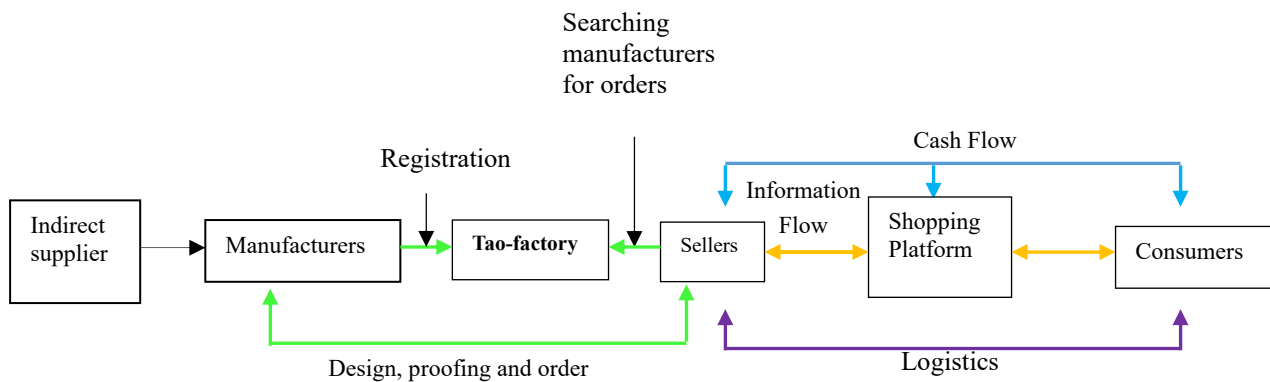 Searching
manufacturers
for orders
Cash Flow
Registration
Information
Flow
Indirect
supplier
Manufacturers
Tao-factory
Sellers
Shopping
Platform
Consumers
Design, proofing and order
Logistics